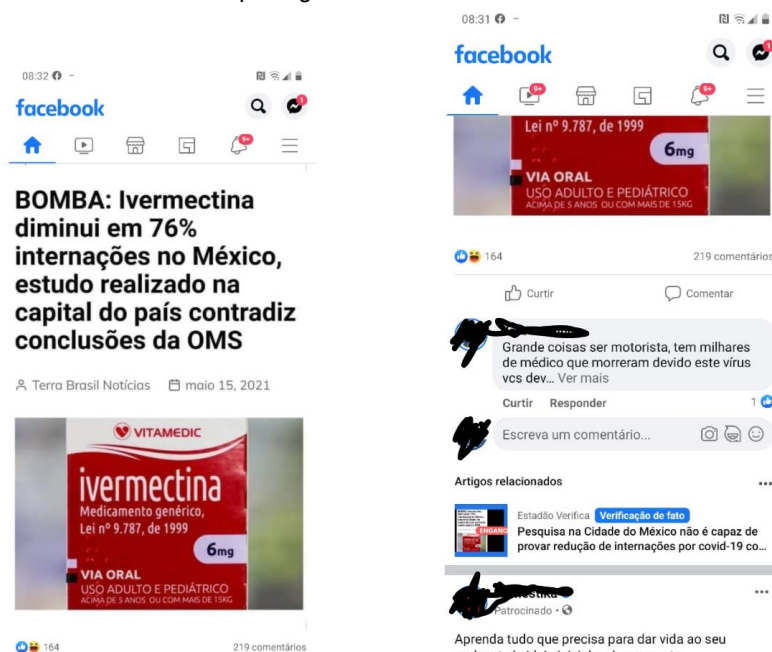 08:32
facebook
1
9+
BOMBA: Ivermectina
diminui em 76%
internações no México,
estudo realizado na
capital do país contradiz
conclusões da OMS
Terra Brasil Notícias maio 15, 2021
VITAMEDIC
ivermectina
Medicamento genérico,
Lei nº 9.787, de 1999
6mg
VIA ORAL
USO ADULTO E PEDIÁTRICO
ACIMA DE 5 ANOS OU COM MAIS DE 15KG
164 219 comentários
08:31
facebook
9+ 9+
Lei nº 9.787, de 1999
6mg
VIA ORAL
USO ADULTO E PEDIÁTRICO
ACIMA DE 5 ANOS OU COM MAIS DE 15KG
164 219 comentários
Curtir Comentar
Grande coisas ser motorista, tem milhares
de médico que morreram devido este vírus
vcs dev... Ver mais
Curtir Responder 1
Escreva um comentário...
Artigos relacionados
Estadão Verifica Verificação de fato
ENGANO
Pesquisa na Cidade do México não é capaz de
provar redução de internações por covid-19 co...
Patrocinado
Aprenda tudo que precisa para dar vida ao seu